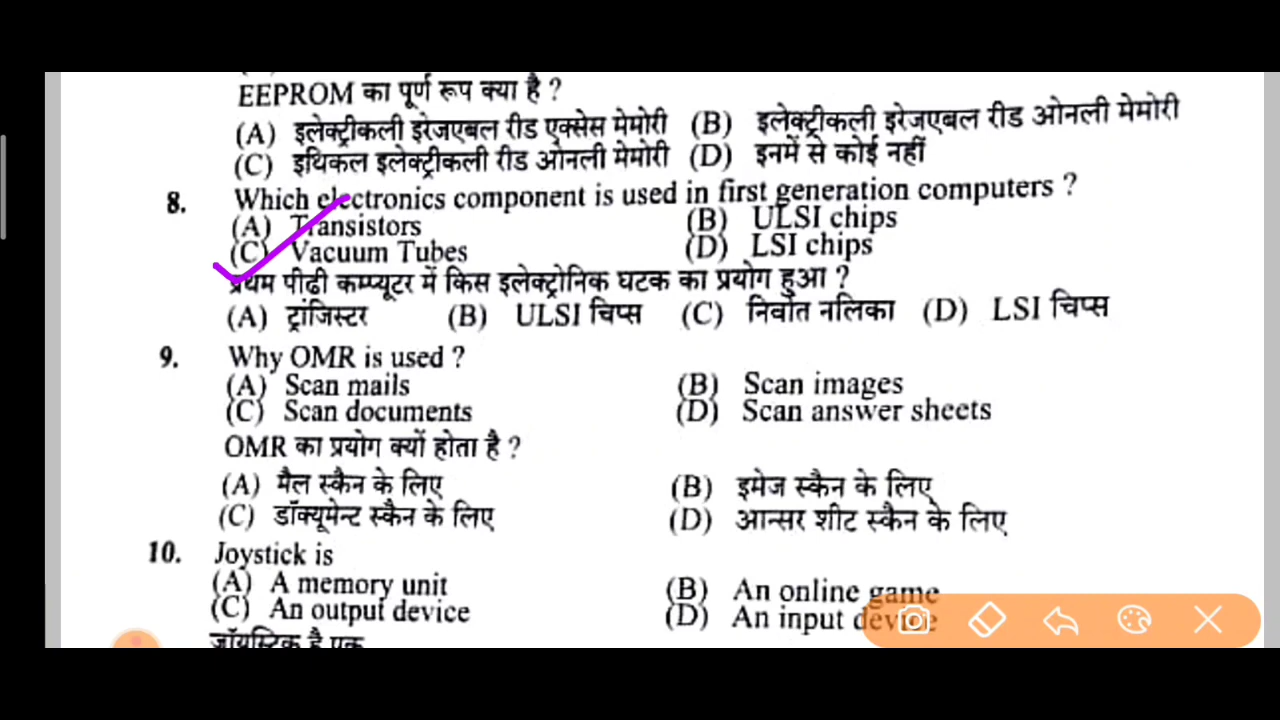 EEPROM का पूर्ण रूप क्या है ?
(A) इलेक्ट्रीकली इरेजएबल रीड एक्सेस मेमोरी (B) इलेक्ट्रीकली इरेजएबल रीड ओनली मेमोरी
(C) इथिकल इलेक्ट्रीकली रीड ओनली मेमोरी (D) इनमें से कोई नहीं
8. Which electronics component is used in first generation computers ?
(A) Transistors (B) ULSI chips
(C) Vacuum Tubes (D) LSI chips
प्रथम पीढ़ी कम्प्यूटर में किस इलेक्ट्रोनिक घटक का प्रयोग हुआ ?
(A) ट्रांजिस्टर (B) ULSI चिप्स (C) निर्वात नलिका (D) LSI चिप्स
9. Why OMR is used ?
(A) Scan mails (B) Scan images
(C) Scan documents (D) Scan answer sheets
OMR का प्रयोग क्यों होता है ?
(A) मैल स्कैन के लिए (B) इमेज स्कैन के लिए
(C) डॉक्यूमेन्ट स्कैन के लिए (D) आन्सर शीट स्कैन के लिए
10. Joystick is
(A) A memory unit (B) An online game
(C) An output device (D) An input device
जॉयस्टिक है एक